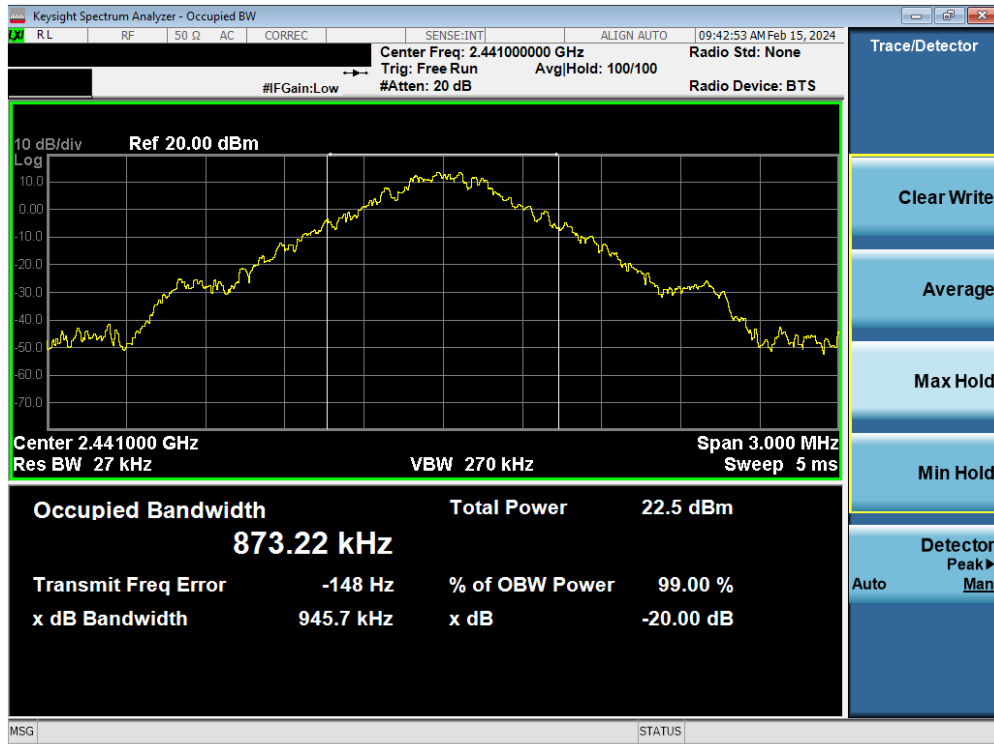 Keysight Spectrum Analyzer - Occupied BW
LXI RL RF 50 Ω AC CORREC SENSE:INT ALIGN AUTO 09:42:53 AM Feb 15, 2024
Center Freq: 2.441000000 GHz Radio Std: None
Trig: Free Run Avg|Hold: 100/100
#IFGain:Low #Atten: 20 dB Radio Device: BTS
10 dB/div Ref 20.00 dBm
Log
10.0
0.00
-10.0
-20.0
-30.0
-40.0
-50.0
-60.0
-70.0
Center 2.441000 GHz Span 3.000 MHz
Res BW 27 kHz VBW 270 kHz Sweep 5 ms
Occupied Bandwidth Total Power 22.5 dBm
873.22 kHz
Transmit Freq Error -148 Hz % of OBW Power 99.00 %
x dB Bandwidth 945.7 kHz x dB -20.00 dB
MSG STATUS
Trace/Detector
Clear Write
Average
Max Hold
Min Hold
Detector
Peak▶
Auto Man